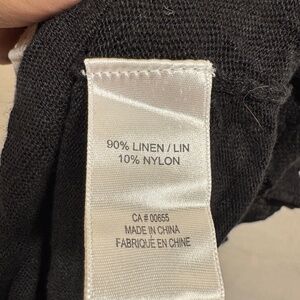 90% LINEN / LIN
10% NYLON
CA # 00655
MADE IN CHINA
FABRIQUÉ EN CHINE